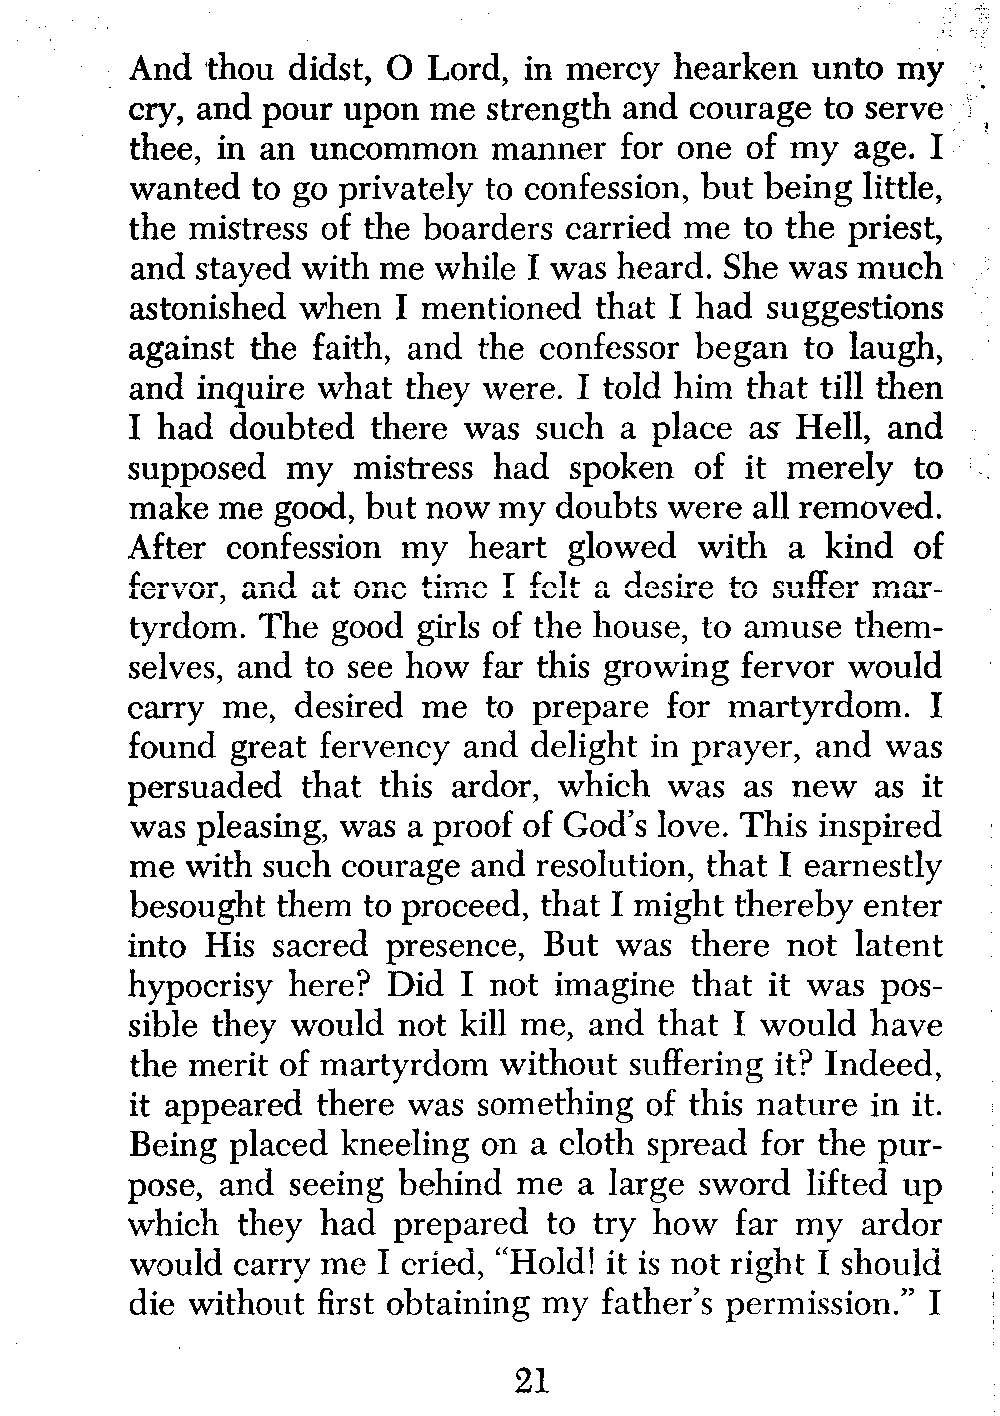 And thou didst, O Lord, in mercy hearken unto my
cry, and pour upon me strength and courage to serve
thee, in an uncommon manner for one of my age. I
wanted to go privately to confession, but being little,
the mistress of the boarders carried me to the priest,
and stayed with me while I was heard. She was much
astonished when I mentioned that I had suggestions
against the faith, and the confessor began to laugh,
and inquire what they were. I told him that till then
I had doubted there was such a place as Hell, and
supposed my mistress had spoken of it merely to
make me good, but now my doubts were all removed.
After confession my heart glowed with a kind of
fervor, and at one time I felt a desire to suffer mar-
tyrdom. The good girls of the house, to amuse them-
selves, and to see how far this growing fervor would
carry me, desired me to prepare for martyrdom. I
found great fervency and delight in prayer, and was
persuaded that this ardor, which was as new as it
was pleasing, was a proof of God's love. This inspired
me with such courage and resolution, that I earnestly
besought them to proceed, that I might thereby enter
into His sacred presence, But was there not latent
hypocrisy here? Did I not imagine that it was pos-
sible they would not kill me, and that I would have
the merit of martyrdom without suffering it? Indeed,
it appeared there was something of this nature in it.
Being placed kneeling on a cloth spread for the pur-
pose, and seeing behind me a large sword lifted up
which they had prepared to try how far my ardor
would carry me I cried, "Hold! it is not right I should
die without first obtaining my father's permission." I
21